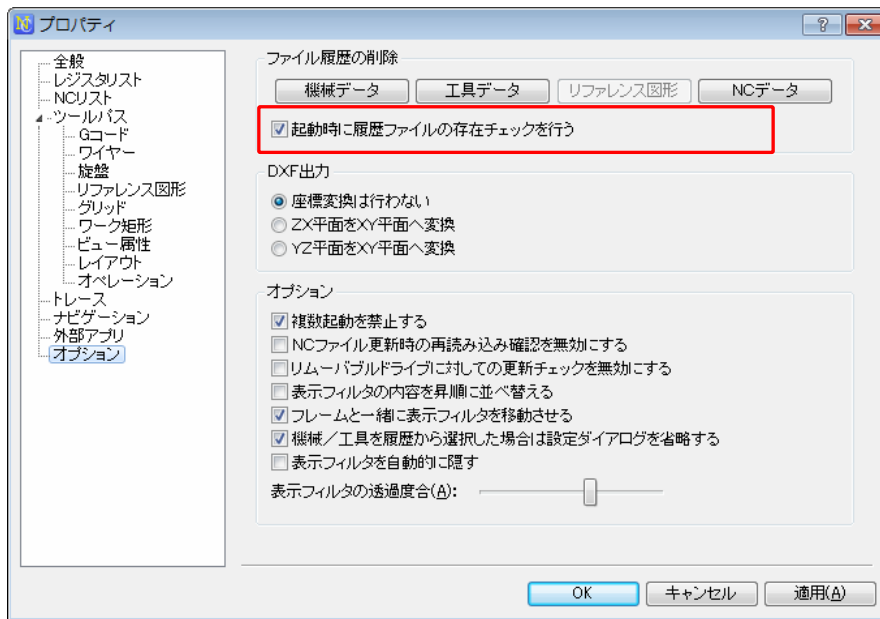 プロパティ
全般
レジスタリスト
NCリスト
ツールパス
Gコード
ワイヤー
旋盤
リファレンス図形
グリッド
ワーク矩形
ビュー属性
レイアウト
オペレーション
トレース
ナビゲーション
外部アプリ
オプション
ファイル履歴の削除
機械データ 工具データ リファレンス図形 NCデータ
起動時に履歴ファイルの存在チェックを行う
DXF出力
座標変換は行わない
ZX平面をXY平面へ変換
YZ平面をXY平面へ変換
オプション
複数起動を禁止する
NCファイル更新時の再読み込み確認を無効にする
リムーバブルドライブに対しての更新チェックを無効にする
表示フィルタの内容を昇順に並べ替える
フレームと一緒に表示フィルタを移動させる
機械／工具を履歴から選択した場合は設定ダイアログを省略する
表示フィルタを自動的に隠す
表示フィルタの透過度合(A):
OK キャンセル 適用(A)